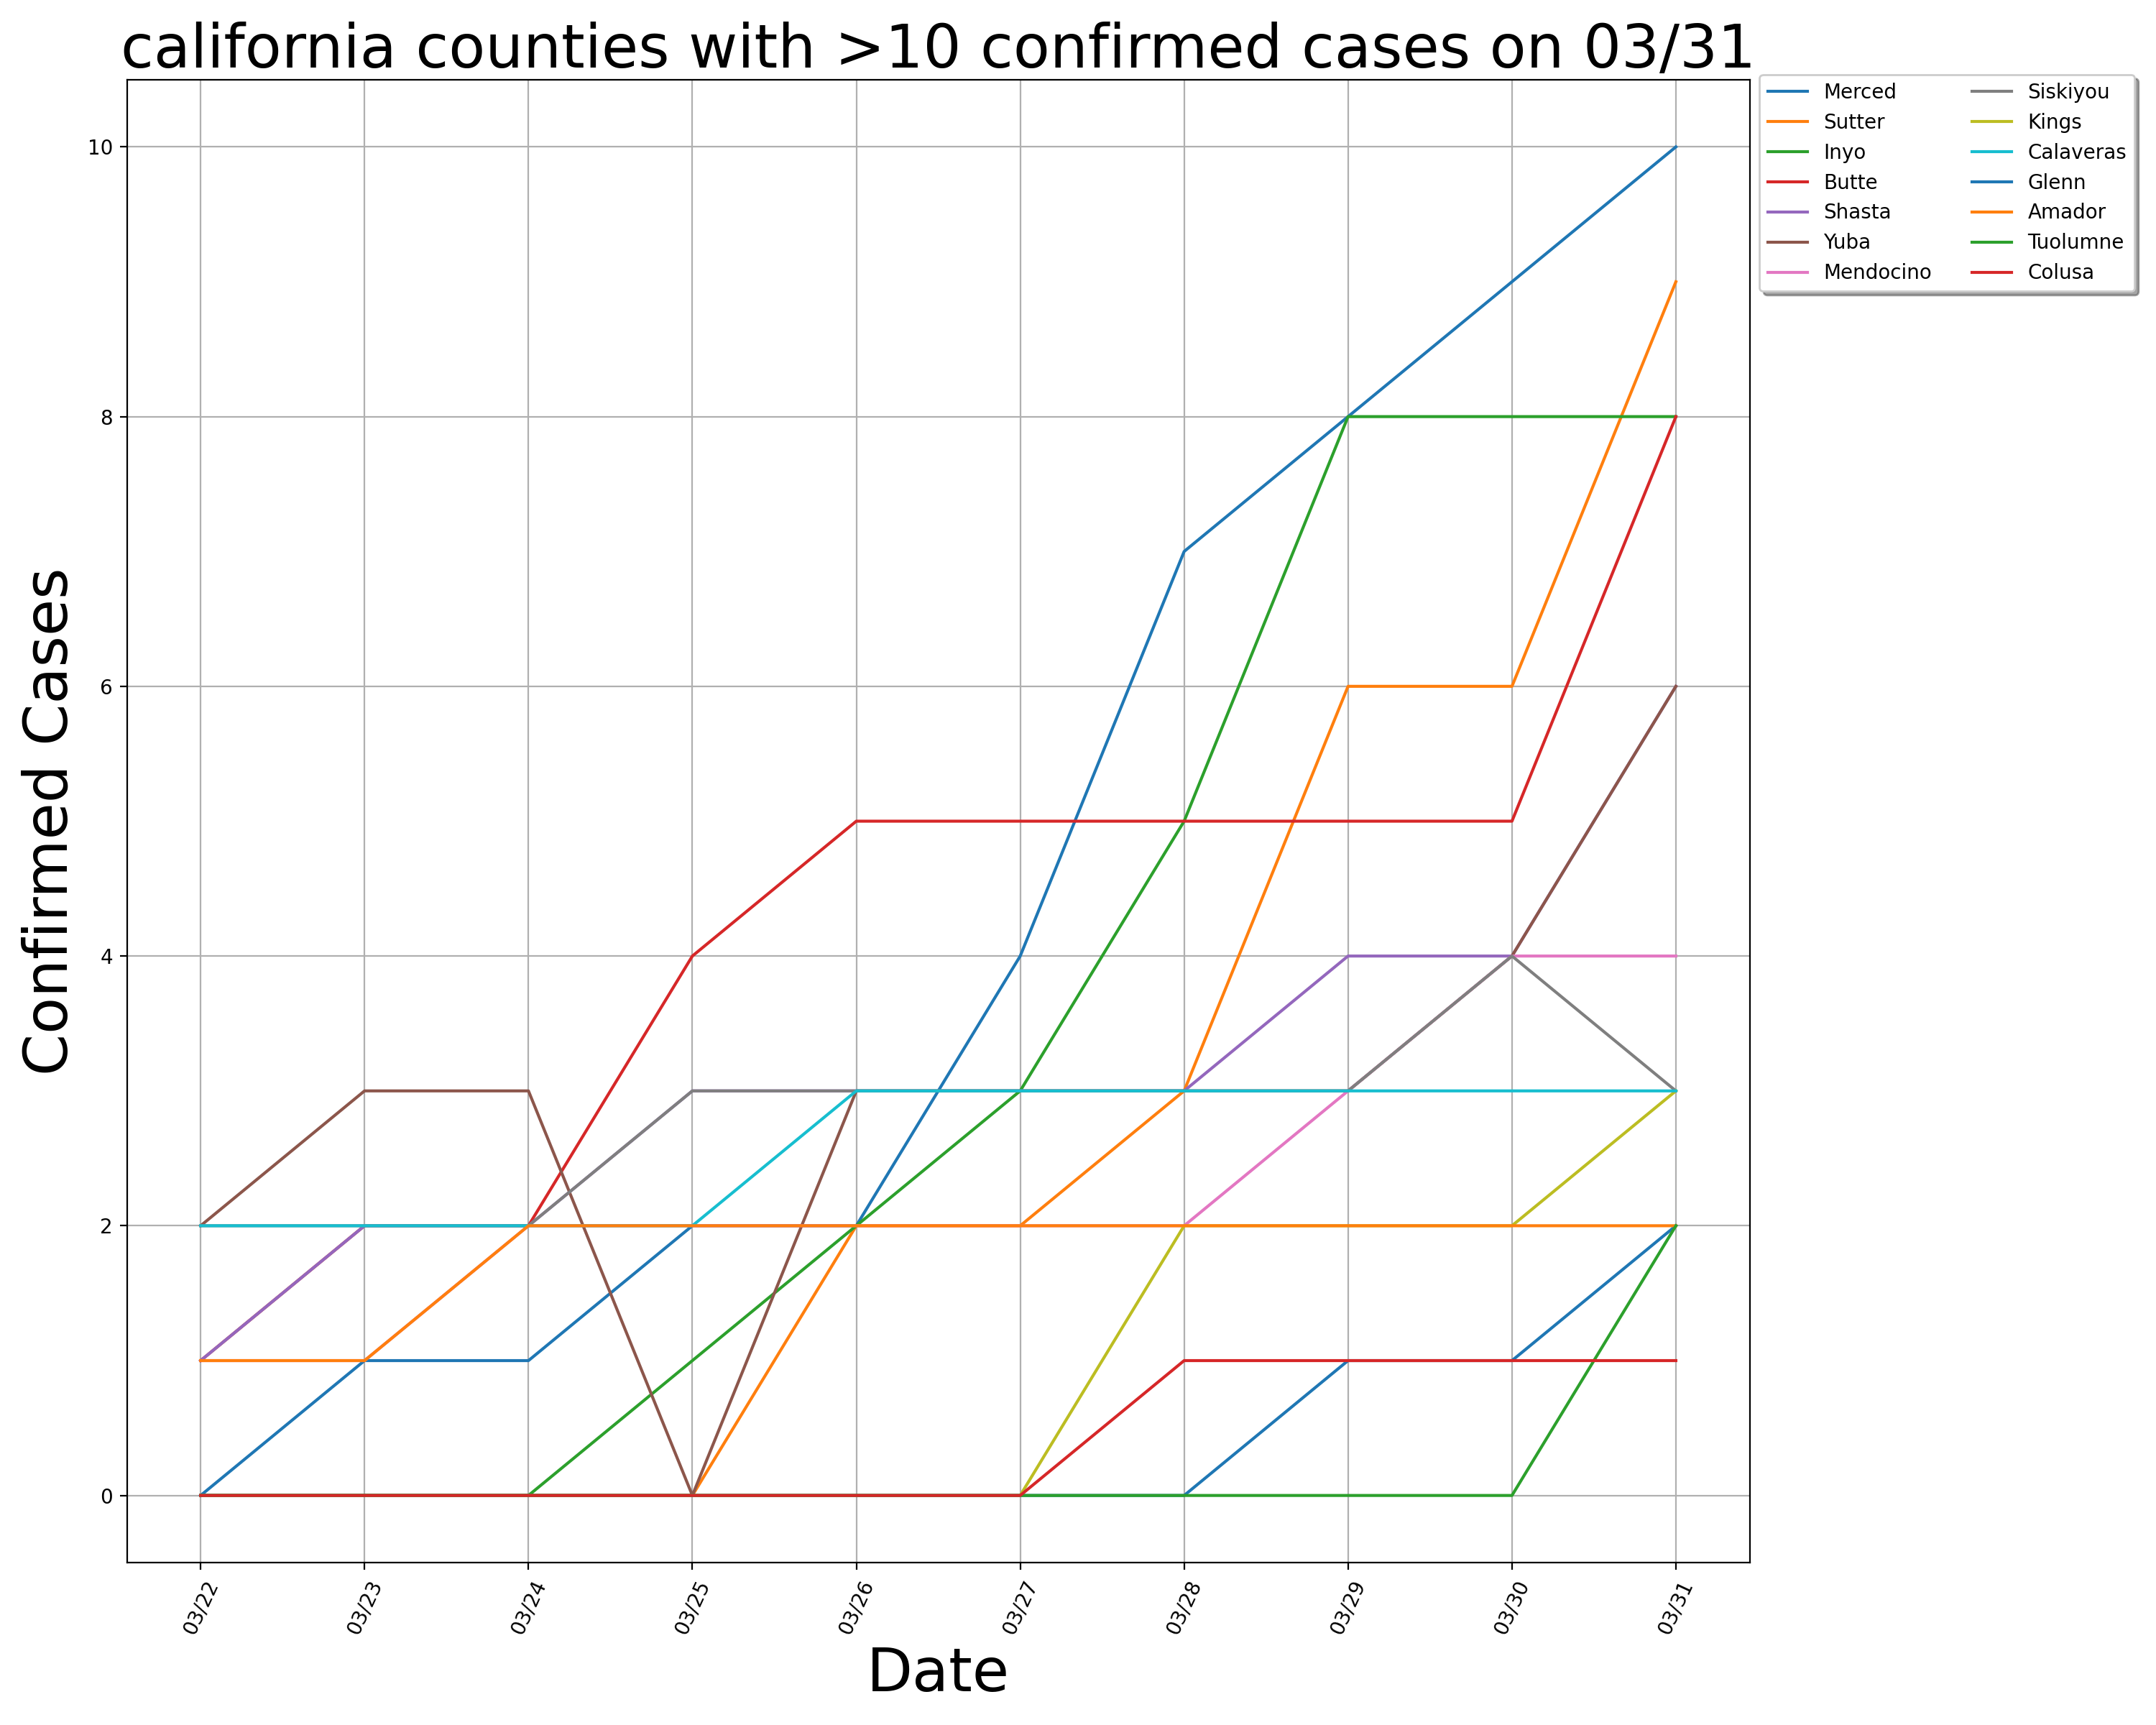 california counties with >10 confirmed cases on 03/31
Merced
Sutter
Inyo
Butte
Shasta
Yuba
Mendocino
Siskiyou
Kings
Calaveras
Glenn
Amador
Tuolumne
Colusa
Confirmed Cases
10
8
6
4
2
0
03/22
03/23
03/24
03/25
03/26
03/27
03/28
03/29
03/30
03/31
Date